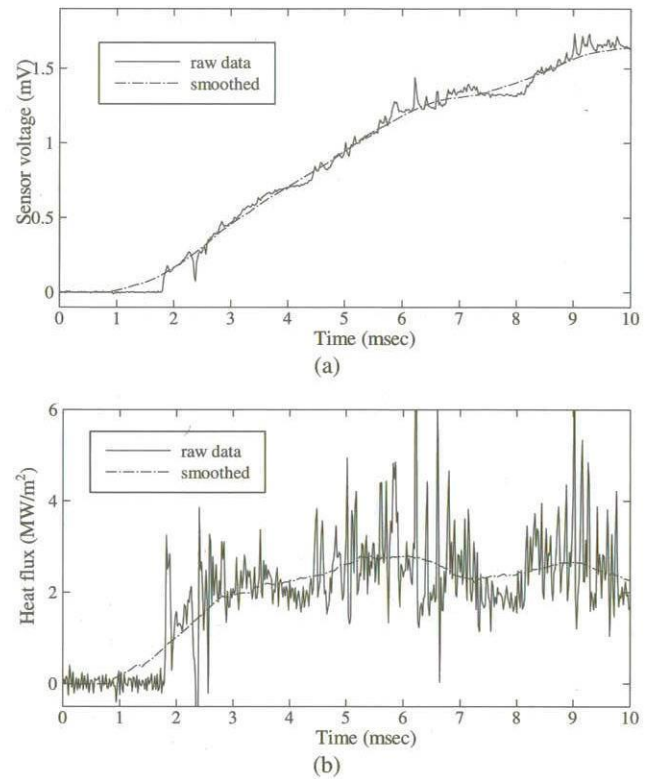 1.5
1
0.5
0
Sensor voltage (mV)
raw data
smoothed
0 1 2 3 4 5 6 7 8 9 10
Time (msec)
(a)
6
4
2
0
Heat flux (MW/m²)
raw data
smoothed
0 1 2 3 4 5 6 7 8 9 10
Time (msec)
(b)